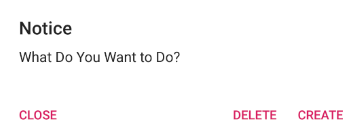 Notice
What Do You Want to Do?
CLOSE DELETE CREATE